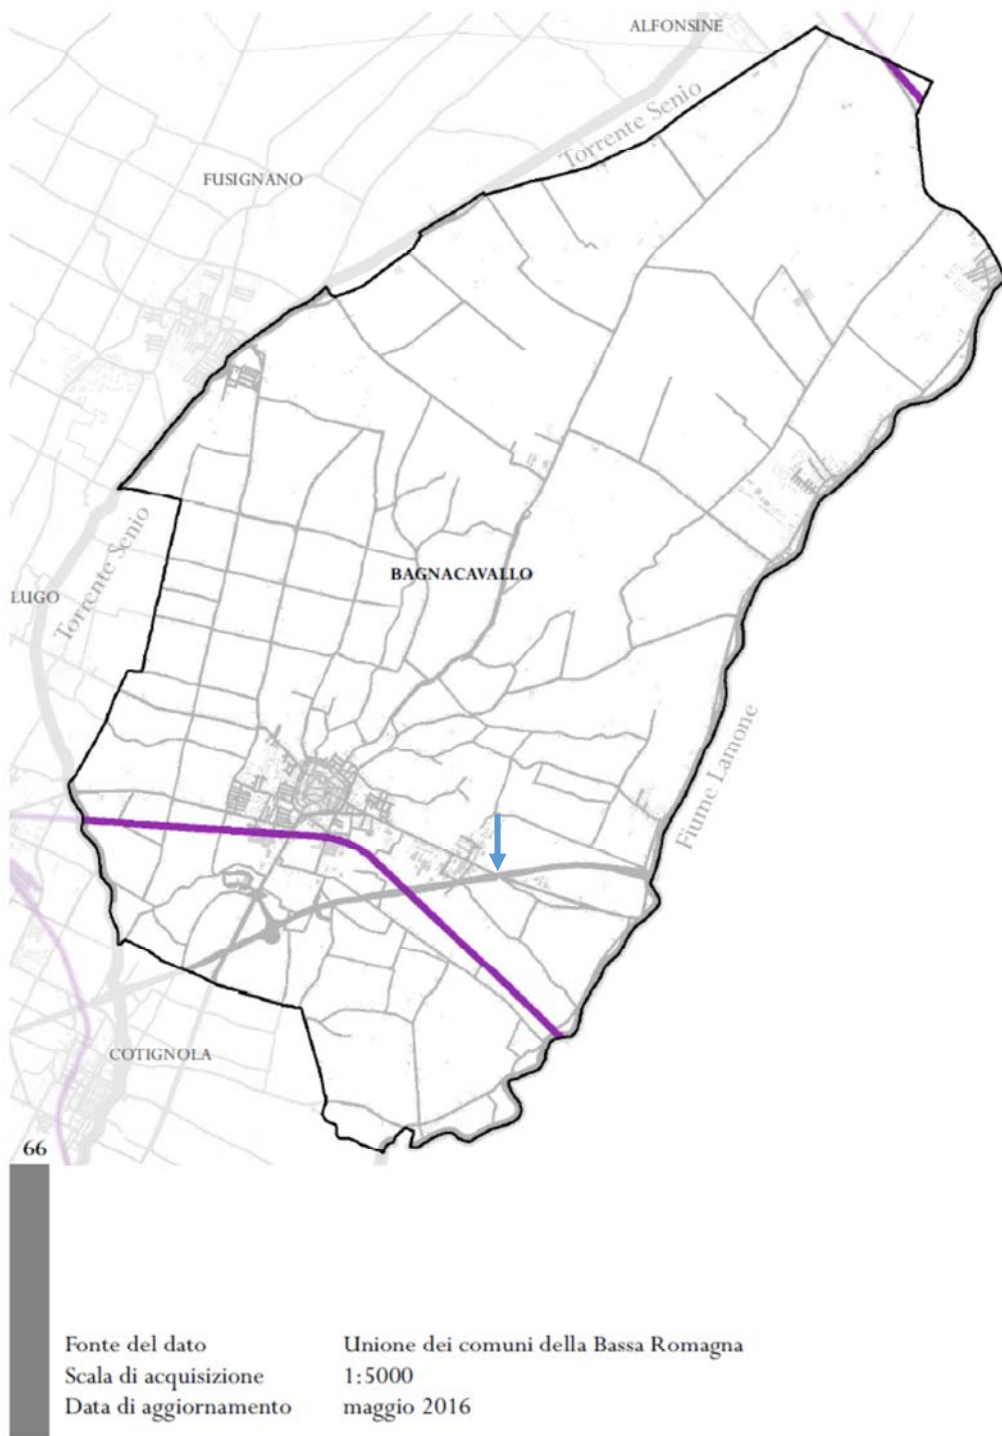 ALFONSINE
Torrente Senio
FUSIGNANO
BAGNACAVALLO
LUGO
Torrente Senio
Fiume Lamone
COTIGNOLA
66
Fonte del dato Unione dei comuni della Bassa Romagna
Scala di acquisizione 1:5000
Data di aggiornamento maggio 2016